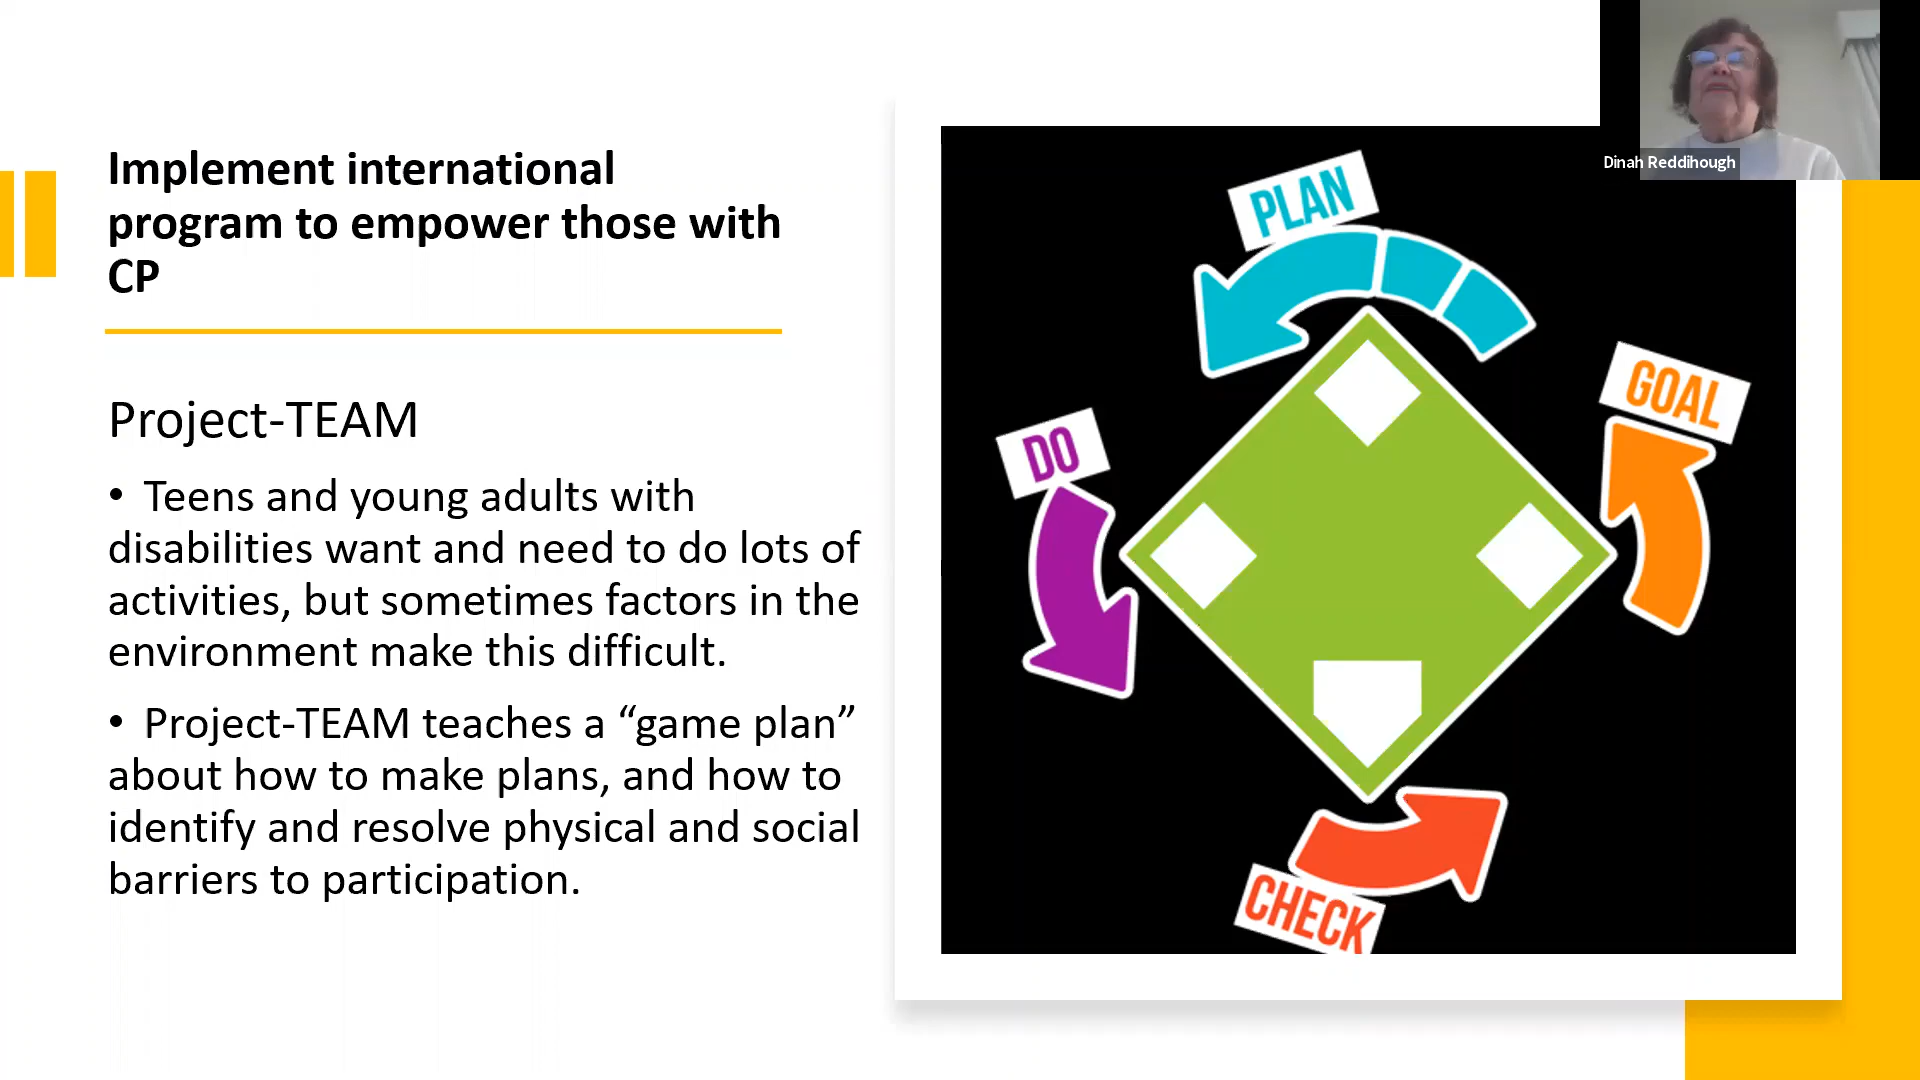 Implement international
program to empower those with
CP
Project-TEAM
• Teens and young adults with
disabilities want and need to do lots of
activities, but sometimes factors in the
environment make this difficult.
• Project-TEAM teaches a “game plan”
about how to make plans, and how to
identify and resolve physical and social
barriers to participation.
PLAN
GOAL
DO
CHECK
Dinah Reddihough